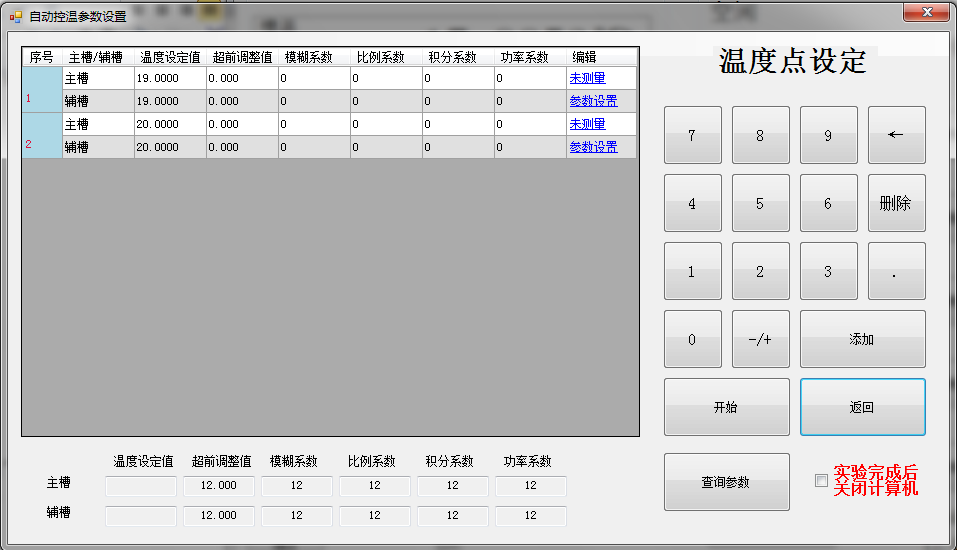 自动控温参数设置
温度点设定
序号 主槽/辅槽 温度设定值 超前调整值 模糊系数 比例系数 积分系数 功率系数 编辑
1
主槽 19.0000 0.000 0 0 0 0 未测量
辅槽 19.0000 0.000 0 0 0 0 参数设置
2
主槽 20.0000 0.000 0 0 0 0 未测量
辅槽 20.0000 0.000 0 0 0 0 参数设置
7 8 9 ←
4 5 6 删除
1 2 3 .
0 -/+ 添加
开始 返回
温度设定值 超前调整值 模糊系数 比例系数 积分系数 功率系数
主槽 12.000 12 12 12 12
辅槽 12.000 12 12 12 12
查询参数
实验完成后
关闭计算机